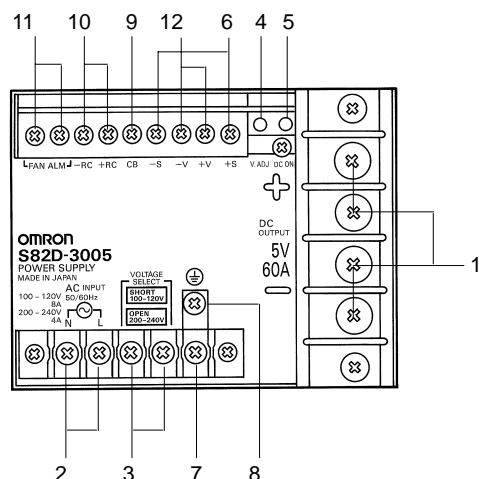 11 10 9 12 6 4 5
FAN ALM −RC +RC CB −S −V +V +S V. ADJ DC ON
+
DC
OUTPUT
5V
60A
−
1
OMRON
S82D-3005
POWER SUPPLY
MADE IN JAPAN
AC INPUT
100 – 120V 50/60Hz
8A
200 – 240V
4A
N ~ L
VOLTAGE
SELECT
SHORT
100–120V
OPEN
200–240V
2 3 7 8